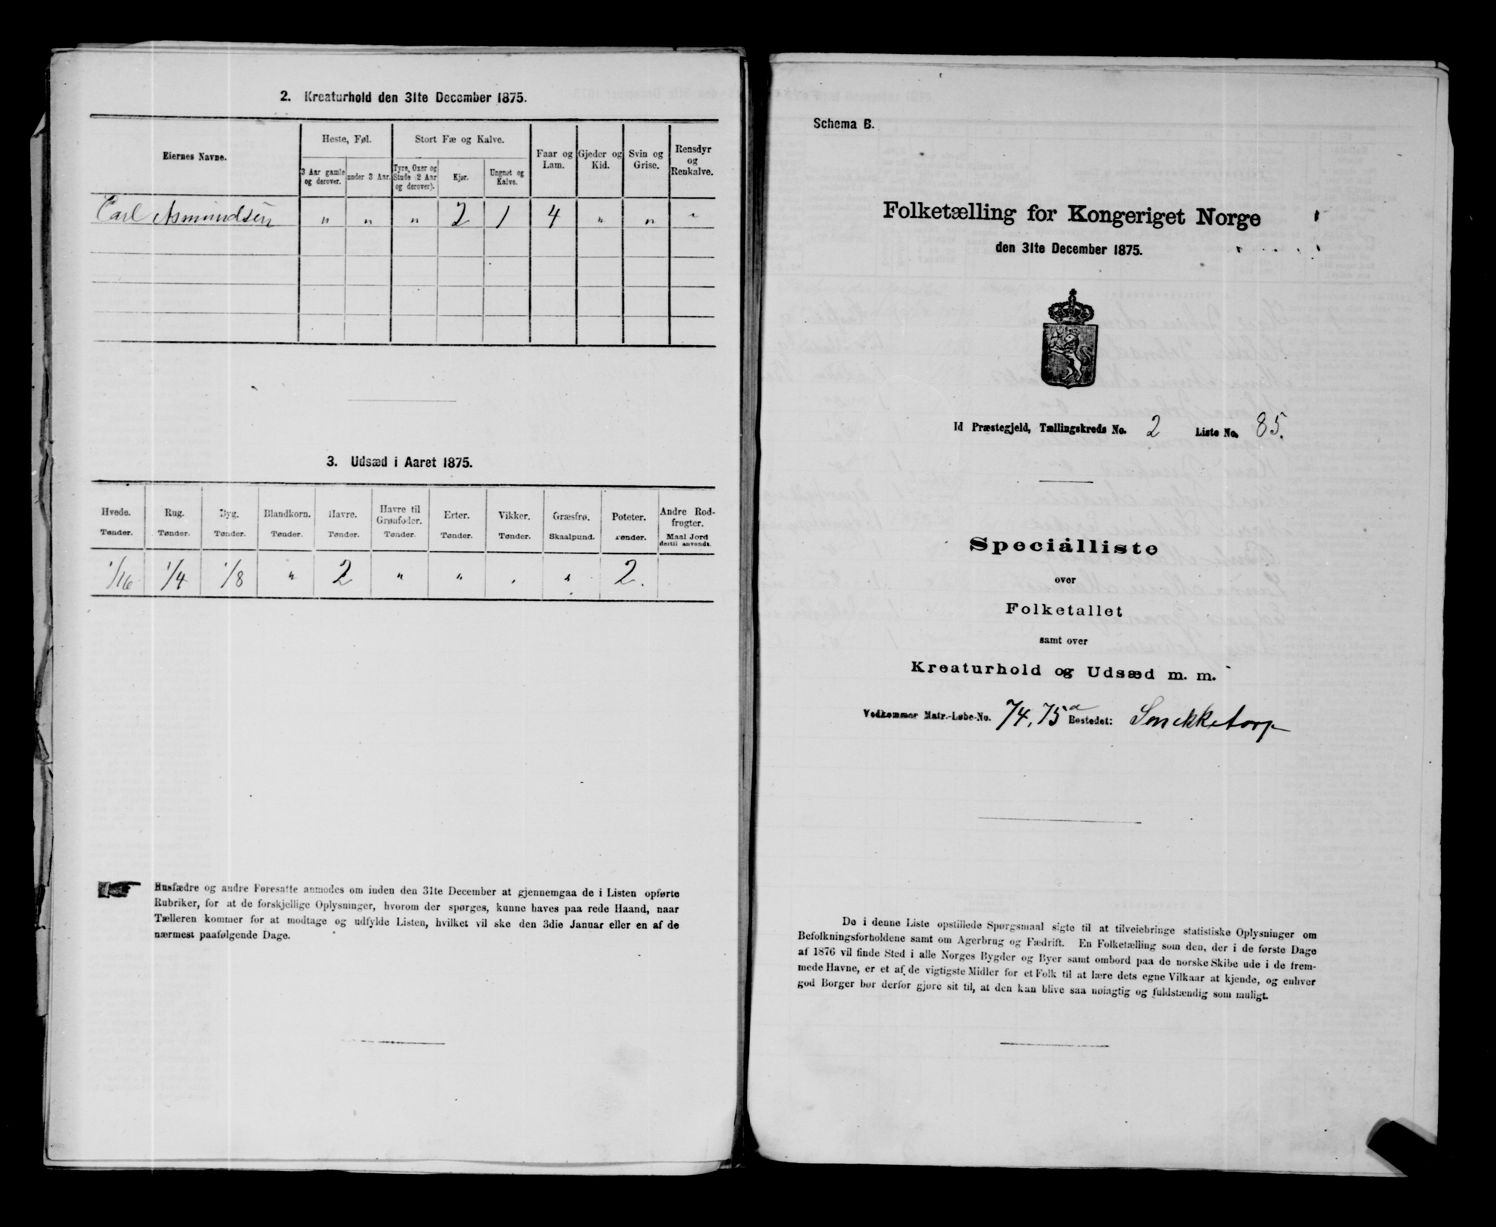 2. Kreaturhold den 31te December 1875.
Eiernes Navne.
Heste, Føl.
Stort Fæ og Kalve.
Faar og Lam.
Gjeder og Kid.
Svin og Grise.
Rensdyr og Renkalve.
3 Aar gamle og derover.
under 3 Aar.
Tyre, Oxer og Stude (2 Aar og derover).
Kjør.
Ungnøt og Kalve.
Carl Asmundsen " " " 2 1 4 " " "
3. Udsæd i Aaret 1875.
Hvede. Rug. Byg. Blandkorn. Havre. Havre til Grønfoder. Erter. Vikker. Græsfrø. Poteter. Andre Rodfrugter.
Tønder. Tønder. Tønder. Tønder. Tønder. Tønder. Tønder. Tønder. Skaalpund. Tønder. Maal Jord dertil anvendt.
1/16 1/4 1/8 " 2 " " . " 2.
Husfædre og andre Foresatte anmodes om inden den 31te December at gjennemgaa de i Listen opførte
Rubriker, for at de forskjellige Oplysninger, hvorom der spørges, kunne haves paa rede Haand, naar
Tælleren kommer for at modtage og udfylde Listen, hvilket vil ske den 3die Januar eller en af de
nærmest paafølgende Dage.
Schema B.
Folketælling for Kongeriget Norge
den 31te December 1875.
Id Præstegjeld, Tællingskreds No. 2 Liste No. 85.
Specialliste
over
Folketallet
samt over
Kreaturhold og Udsæd m. m.
Vedkommer Matr.-Løbe-No. 74, 75a Bostedet: Snekketorp
De i denne Liste opstillede Spørgsmaal sigte til at tilveiebringe statistiske Oplysninger om
Befolkningsforholdene samt om Agerbrug og Fædrift. En Folketælling som den, der i de første Dage
af 1876 vil finde Sted i alle Norges Bygder og Byer samt ombord paa de norske Skibe ude i de frem-
mede Havne, er et af de vigtigste Midler for et Folk til at lære dets egne Vilkaar at kjende, og enhver
god Borger bør derfor gjøre sit til, at den kan blive saa nøiagtig og fuldstændig som muligt.